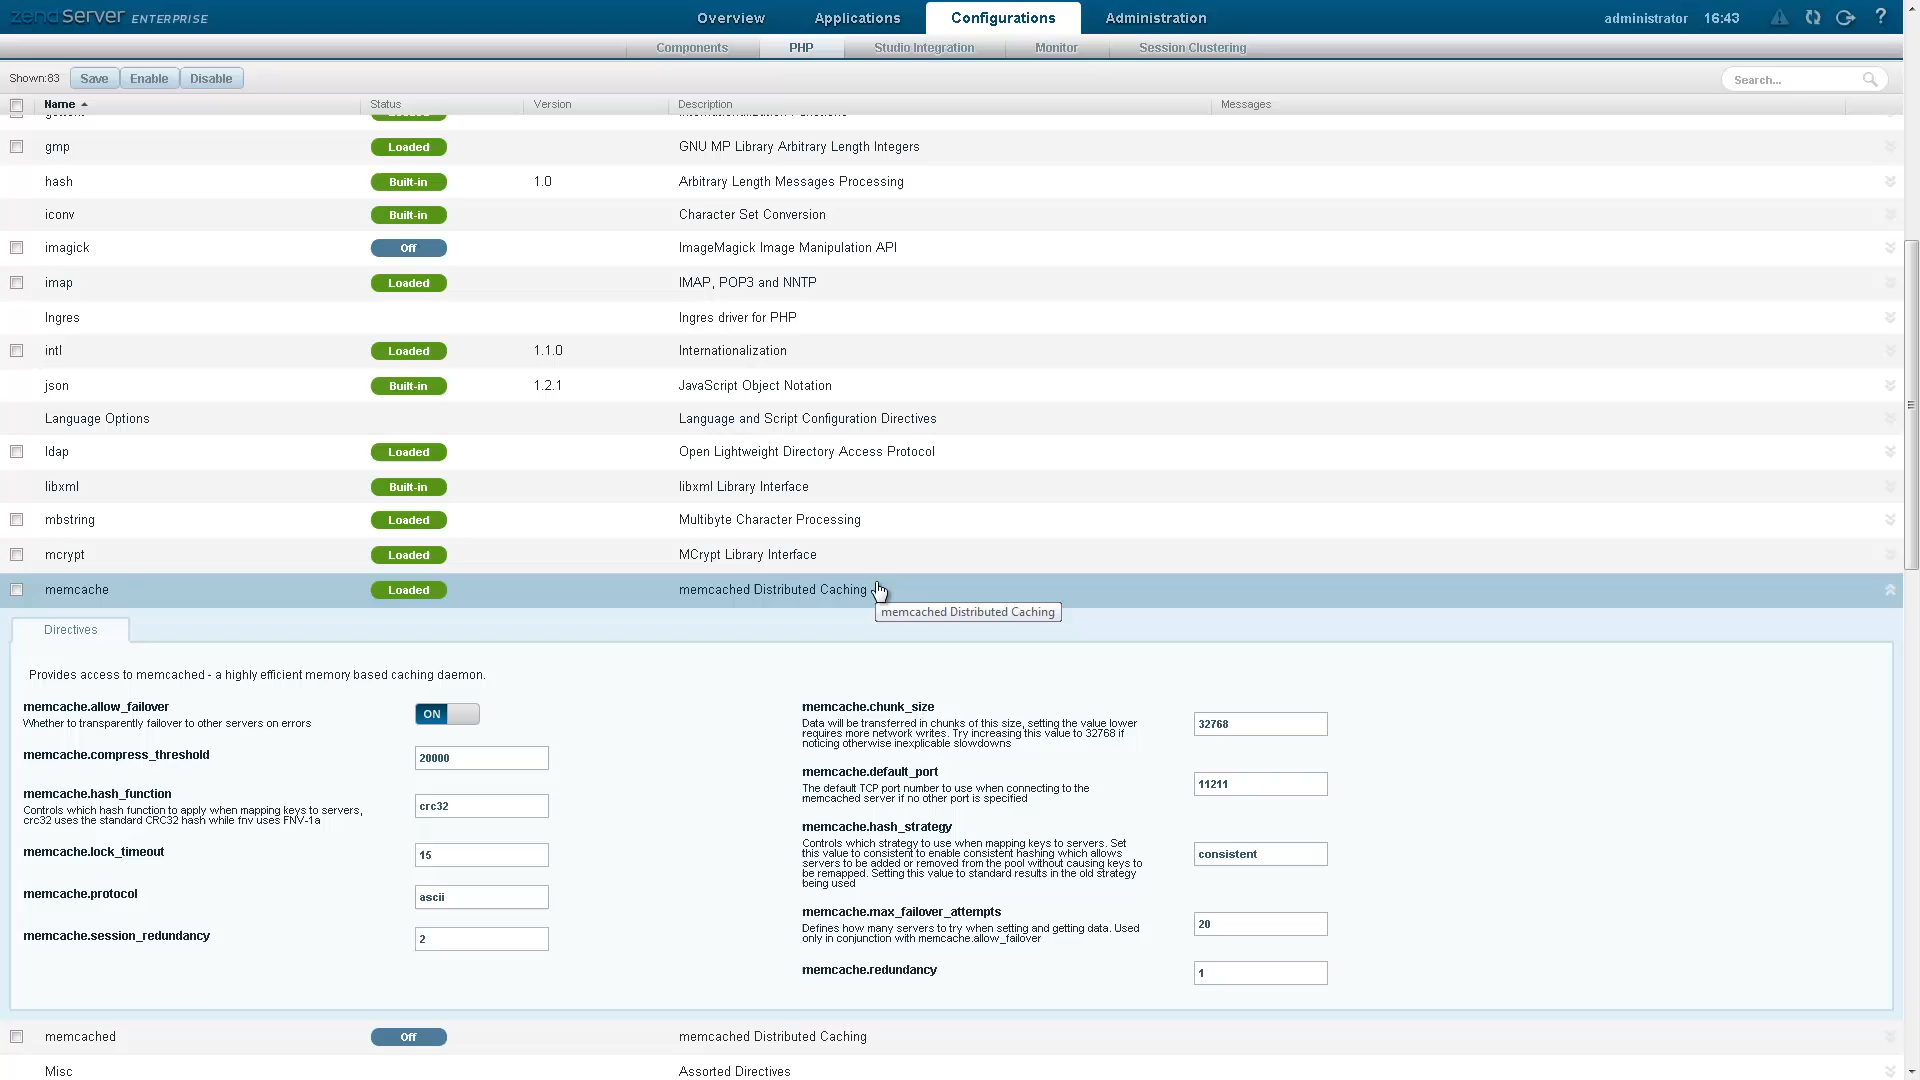 zendServer ENTERPRISE
Overview Applications Configurations Administration
administrator 16:43 ?
Components PHP Studio Integration Monitor Session Clustering
Shown:83 Save Enable Disable Search...
Name Status Version Description Messages
gmp Loaded GNU MP Library Arbitrary Length Integers
hash Built-in 1.0 Arbitrary Length Messages Processing
iconv Built-in Character Set Conversion
imagick Off ImageMagick Image Manipulation API
imap Loaded IMAP, POP3 and NNTP
Ingres Ingres driver for PHP
intl Loaded 1.1.0 Internationalization
json Built-in 1.2.1 JavaScript Object Notation
Language Options Language and Script Configuration Directives
ldap Loaded Open Lightweight Directory Access Protocol
libxml Built-in libxml Library Interface
mbstring Loaded Multibyte Character Processing
mcrypt Loaded MCrypt Library Interface
memcache Loaded memcached Distributed Caching
memcached Distributed Caching
Directives
Provides access to memcached - a highly efficient memory based caching daemon.
memcache.allow_failover ON
Whether to transparently failover to other servers on errors
memcache.compress_threshold 20000
memcache.hash_function
Controls which hash function to apply when mapping keys to servers, crc32
crc32 uses the standard CRC32 hash while fnv uses FNV-1a
memcache.lock_timeout 15
memcache.protocol ascii
memcache.session_redundancy 2
memcache.chunk_size
Data will be transferred in chunks of this size, setting the value lower 32768
requires more network writes. Try increasing this value to 32768 if
noticing otherwise inexplicable slowdowns
memcache.default_port
The default TCP port number to use when connecting to the 11211
memcached server if no other port is specified
memcache.hash_strategy
Controls which strategy to use when mapping keys to servers. Set
this value to consistent to enable consistent hashing which allows consistent
servers to be added or removed from the pool without causing keys to
be remapped. Setting this value to standard results in the old strategy
being used
memcache.max_failover_attempts
Defines how many servers to try when setting and getting data. Used 20
only in conjunction with memcache.allow_failover
memcache.redundancy 1
memcached Off memcached Distributed Caching
Misc Assorted Directives